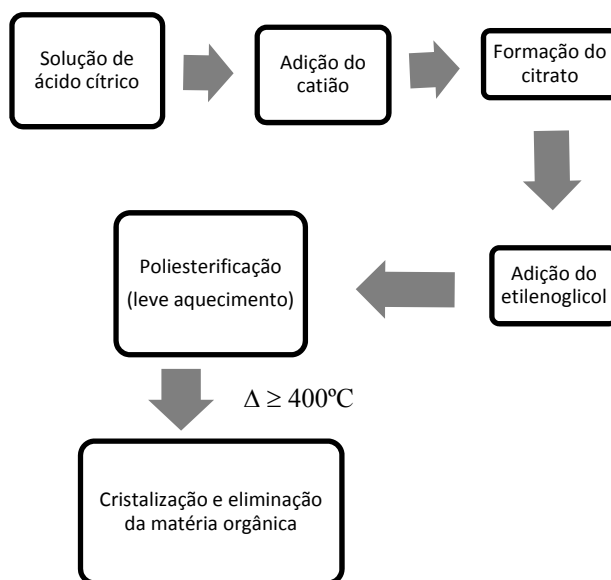 Solução de
ácido cítrico
Adição do
catião
Formação do
citrato
Adição do
etilenoglicol
Poliesterificação
(leve aquecimento)
Δ ≥ 400ºC
Cristalização e eliminação
da matéria orgânica